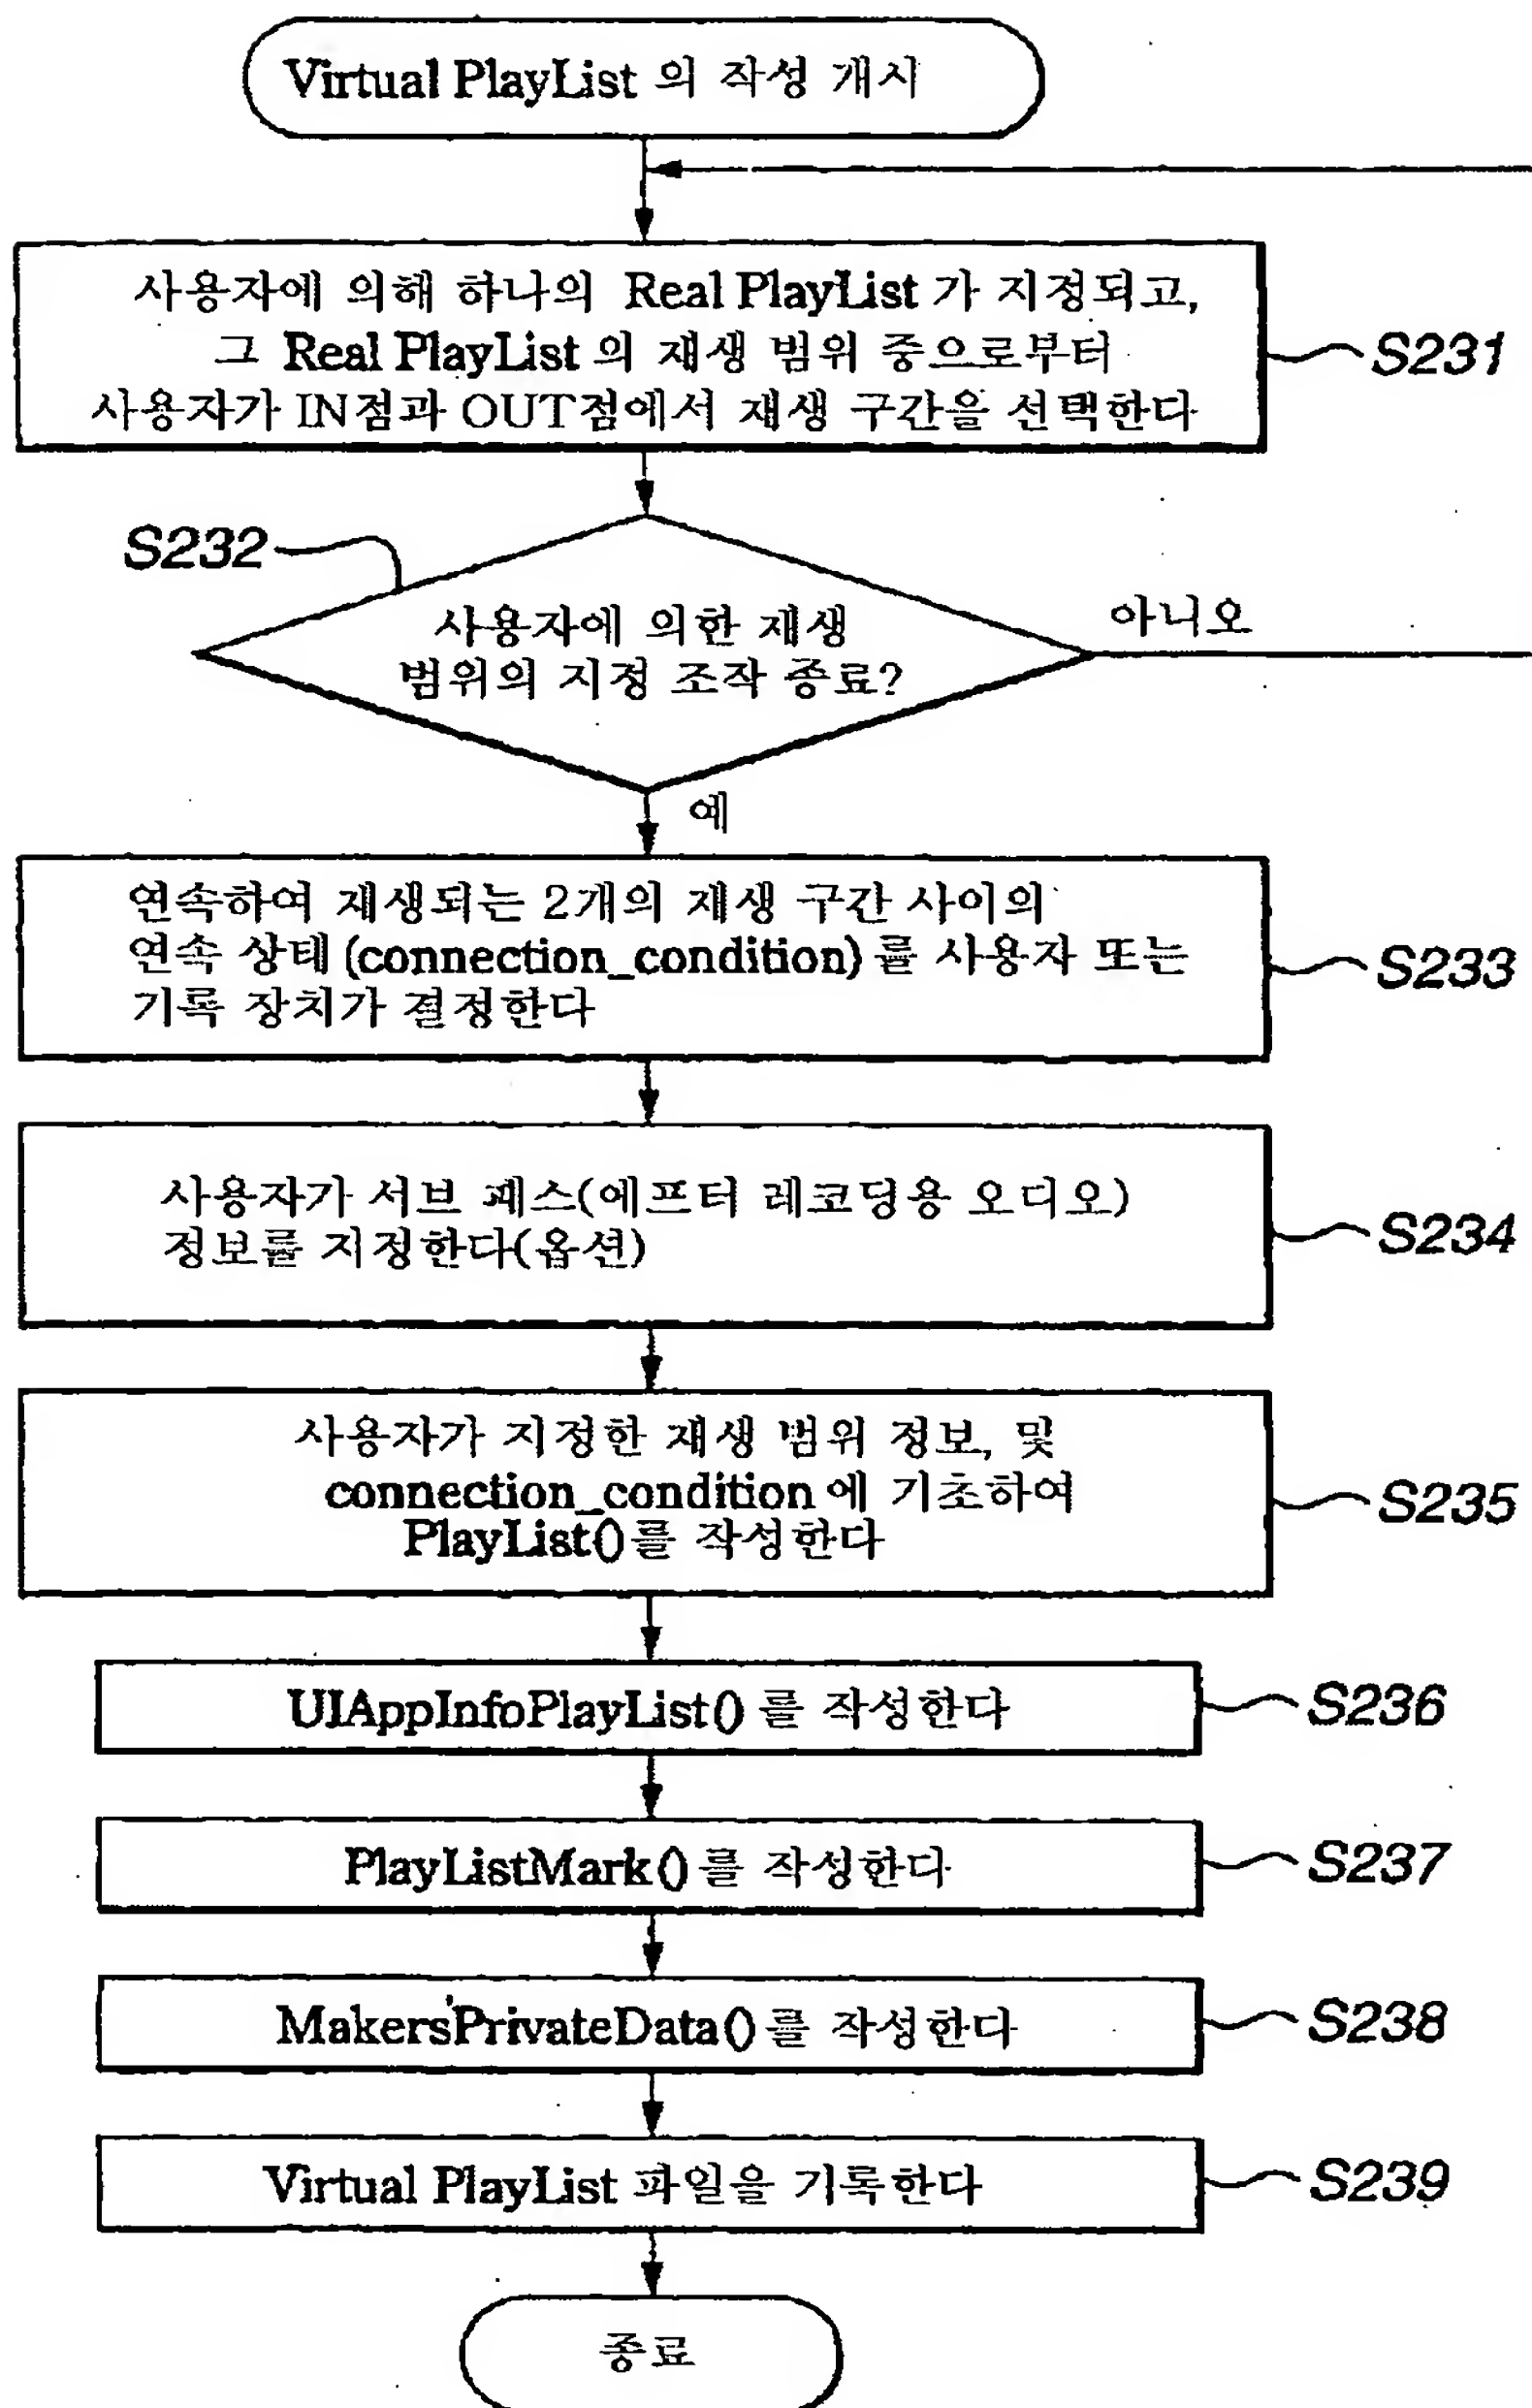 Virtual PlayList 의 작성 개시
사용자에 의해 하나의 Real PlayList 가 지정되고,
그 Real PlayList 의 재생 범위 중으로부터
사용자가 IN점과 OUT점에서 재생 구간을 선택한다
S231
S232
사용자에 의한 재생
범위의 지정 조작 종료?
아니오
예
연속하여 재생되는 2개의 재생 구간 사이의
연속 상태 (connection_condition) 를 사용자 또는
기록 장치가 결정한다
S233
사용자가 서브 패스(에프터 레코딩용 오디오)
정보를 지정한다(옵션)
S234
사용자가 지정한 재생 범위 정보, 및
connection_condition 에 기초하여
PlayList()를 작성한다
S235
UIAppInfoPlayList() 를 작성한다
S236
PlayListMark() 를 작성한다
S237
Makers'PrivateData() 를 작성한다
S238
Virtual PlayList 파일을 기록한다
S239
종료